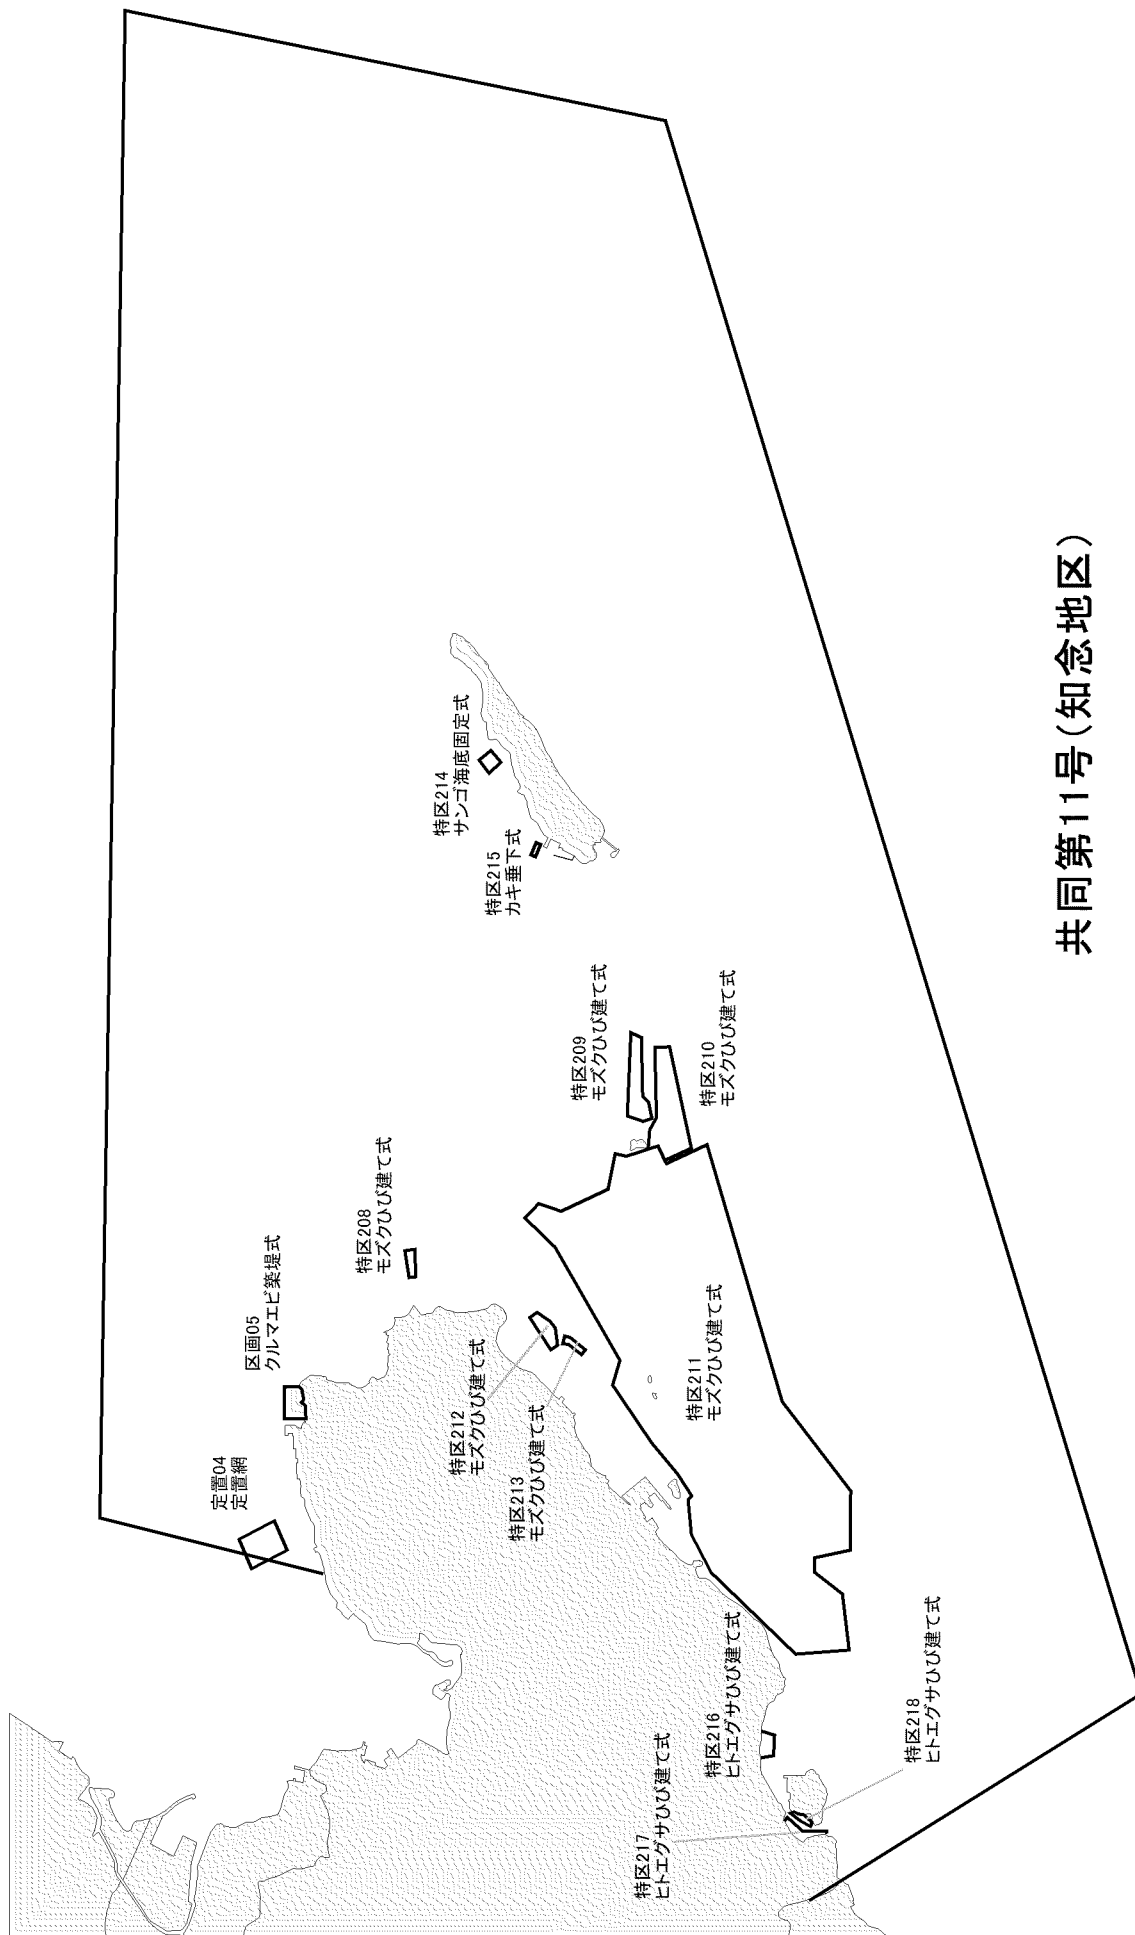 定置04
定置網
区画05
クルマエビ築堤式
特区208
モズクひび建て式
特区214
サンゴ海底固定式
特区215
カキ垂下式
特区212
モズクひび建て式
特区213
モズクひび建て式
特区209
モズクひび建て式
特区210
モズクひび建て式
特区211
モズクひび建て式
特区217
ヒトエグサひび建て式
特区216
ヒトエグサひび建て式
特区218
ヒトエグサひび建て式
共同第11号(知念地区)